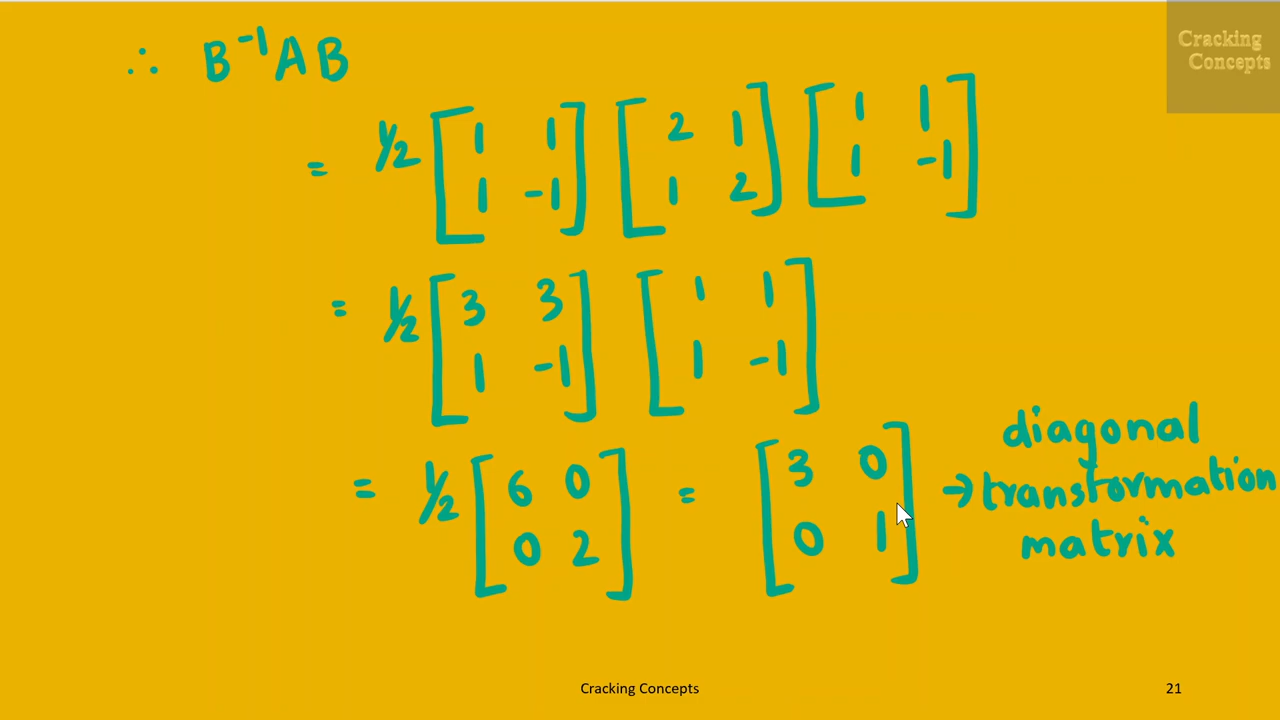 Cracking
Concepts
∴ B⁻¹AB
= 1/2 [1 1; 1 -1] [2 1; 1 2] [1 1; 1 -1]
= 1/2 [3 3; 1 -1] [1 1; 1 -1]
= 1/2 [6 0; 0 2] = [3 0; 0 1] → diagonal transformation matrix
Cracking Concepts
21